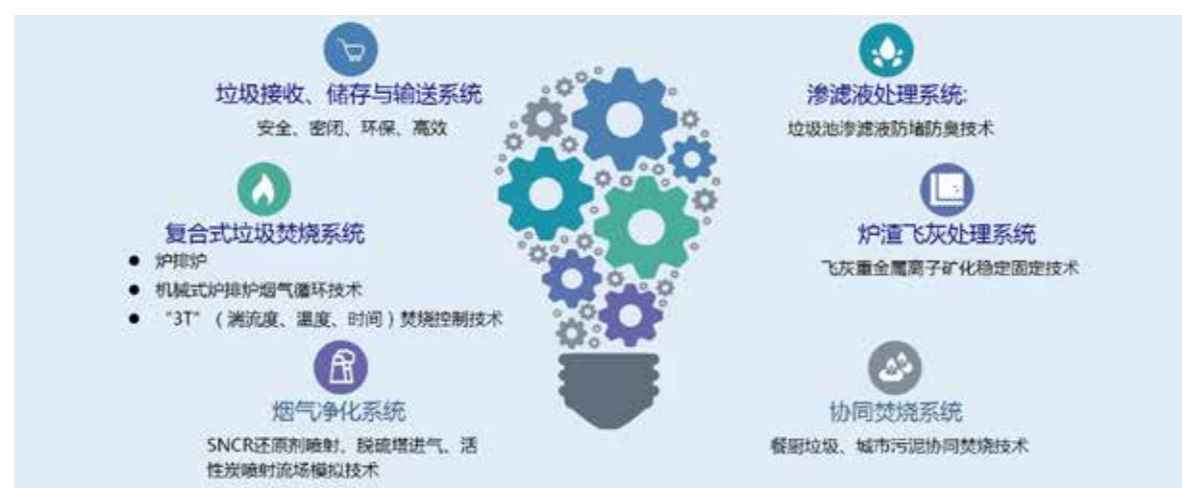 垃圾接收、储存与输送系统
安全、密闭、环保、高效
复合式垃圾焚烧系统
● 炉排炉
● 机械式炉排炉烟气循环技术
● “3T”（湍流度、温度、时间）焚烧控制技术
烟气净化系统
SNCR还原剂喷射、脱硫塔进气、活
性炭喷射流场模拟技术
渗滤液处理系统:
垃圾池渗滤液防堵防臭技术
炉渣飞灰处理系统
飞灰重金属离子矿化稳定固定技术
协同焚烧系统
餐厨垃圾、城市污泥协同焚烧技术